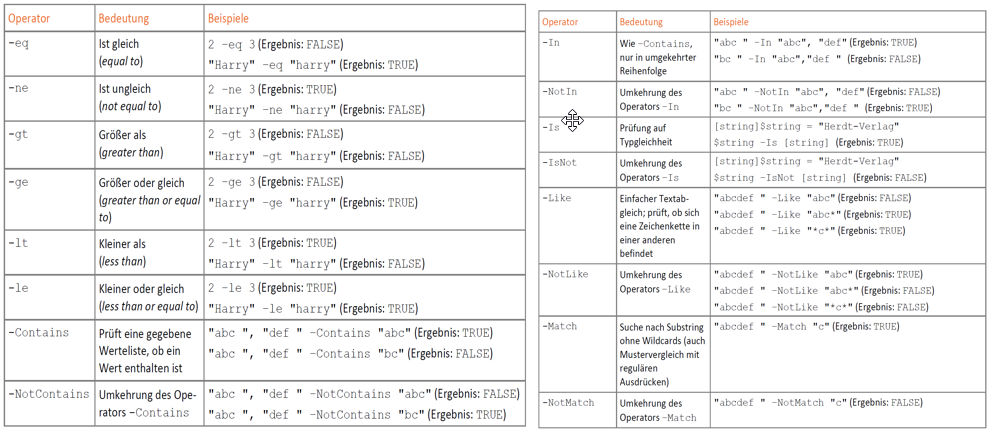 Operator Bedeutung Beispiele
-eq Ist gleich 2 -eq 3 (Ergebnis: FALSE)
(equal to) "Harry" -eq "harry" (Ergebnis: TRUE)
-ne Ist ungleich 2 -ne 3 (Ergebnis: TRUE)
(not equal to) "Harry" -ne "harry" (Ergebnis: FALSE)
-gt Größer als 2 -gt 3 (Ergebnis: FALSE)
(greater than) "Harry" -gt "harry" (Ergebnis: FALSE)
-ge Größer oder gleich 2 -ge 3 (Ergebnis: FALSE)
(greater than or equal "Harry" -ge "harry" (Ergebnis: TRUE)
to)
-lt Kleiner als 2 -lt 3 (Ergebnis: TRUE)
(less than) "Harry" -lt "harry" (Ergebnis: FALSE)
-le Kleiner oder gleich 2 -le 3 (Ergebnis: TRUE)
(less than or equal to) "Harry" -le "harry" (Ergebnis: TRUE)
-Contains Prüft eine gegebene "abc ", "def " -Contains "abc" (Ergebnis: TRUE)
Werteliste, ob ein "abc ", "def " -Contains "bc" (Ergebnis: FALSE)
Wert enthalten ist
-NotContains Umkehrung des Ope- "abc ", "def " -NotContains "abc" (Ergebnis: FALSE)
rators -Contains "abc ", "def " -NotContains "bc" (Ergebnis: TRUE)
Operator Bedeutung Beispiele
-In Wie -Contains, "abc " -In "abc", "def" (Ergebnis: TRUE)
nur in umgekehrter "bc " -In "abc","def " (Ergebnis: FALSE)
Reihenfolge
-NotIn Umkehrung des "abc " -NotIn "abc", "def" (Ergebnis: FALSE)
Operators -In "bc " -NotIn "abc","def " (Ergebnis: TRUE)
-Is Prüfung auf [string]$string = "Herdt-Verlag"
Typgleichheit $string -Is [string] (Ergebnis: TRUE)
-IsNot Umkehrung des [string]$string = "Herdt-Verlag"
Operators -Is $string -IsNot [string] (Ergebnis: FALSE)
-Like Einfacher Textab- "abcdef " -Like "abc" (Ergebnis: FALSE)
gleich; prüft, ob sich "abcdef " -Like "abc*" (Ergebnis: TRUE)
eine Zeichenkette in "abcdef " -Like "*c*" (Ergebnis: TRUE)
einer anderen
befindet
-NotLike Umkehrung des "abcdef " -NotLike "abc" (Ergebnis: TRUE)
Operators -Like "abcdef " -NotLike "abc*" (Ergebnis: FALSE)
"abcdef " -NotLike "*c*" (Ergebnis: FALSE)
-Match Suche nach Substring "abcdef " -Match "c" (Ergebnis: TRUE)
ohne Wildcards (auch
Mustervergleich mit
regulären
Ausdrücken)
-NotMatch Umkehrung des "abcdef " -NotMatch "c" (Ergebnis: FALSE)
Operators -Match